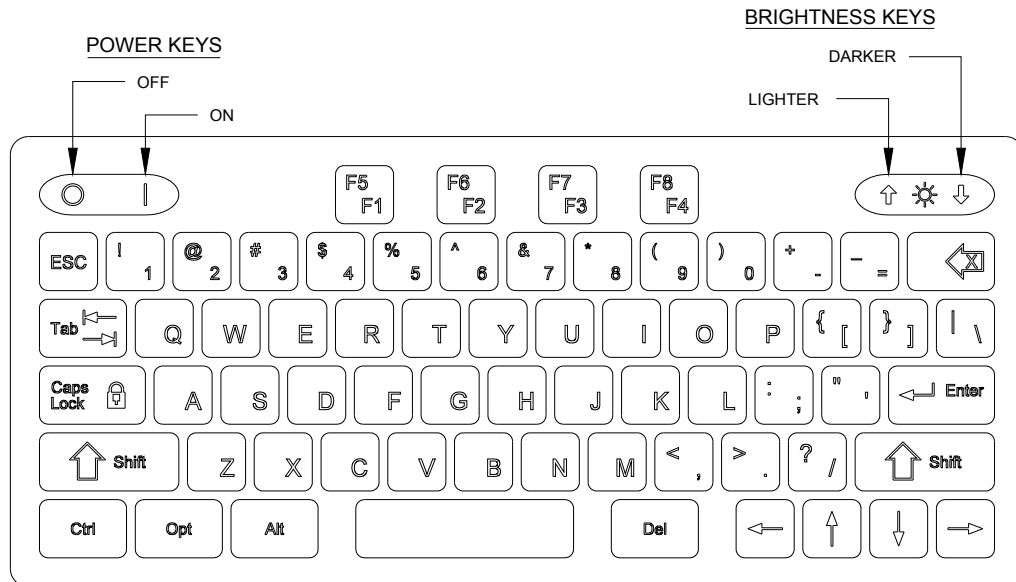 BRIGHTNESS KEYS
POWER KEYS
DARKER
OFF
LIGHTER
ON
F5 F6 F7 F8
F1 F2 F3 F4
ESC ! 1 @ 2 # 3 $ 4 % 5 ^ 6 & 7 * 8 ( 9 ) 0 + - _ = X
Tab Q W E R T Y U I O P { [ } ] | \
Caps Lock A S D F G H J K L : ; " ' Enter
Shift Z X C V B N M < , > . ? / Shift
Ctrl Opt Alt Del